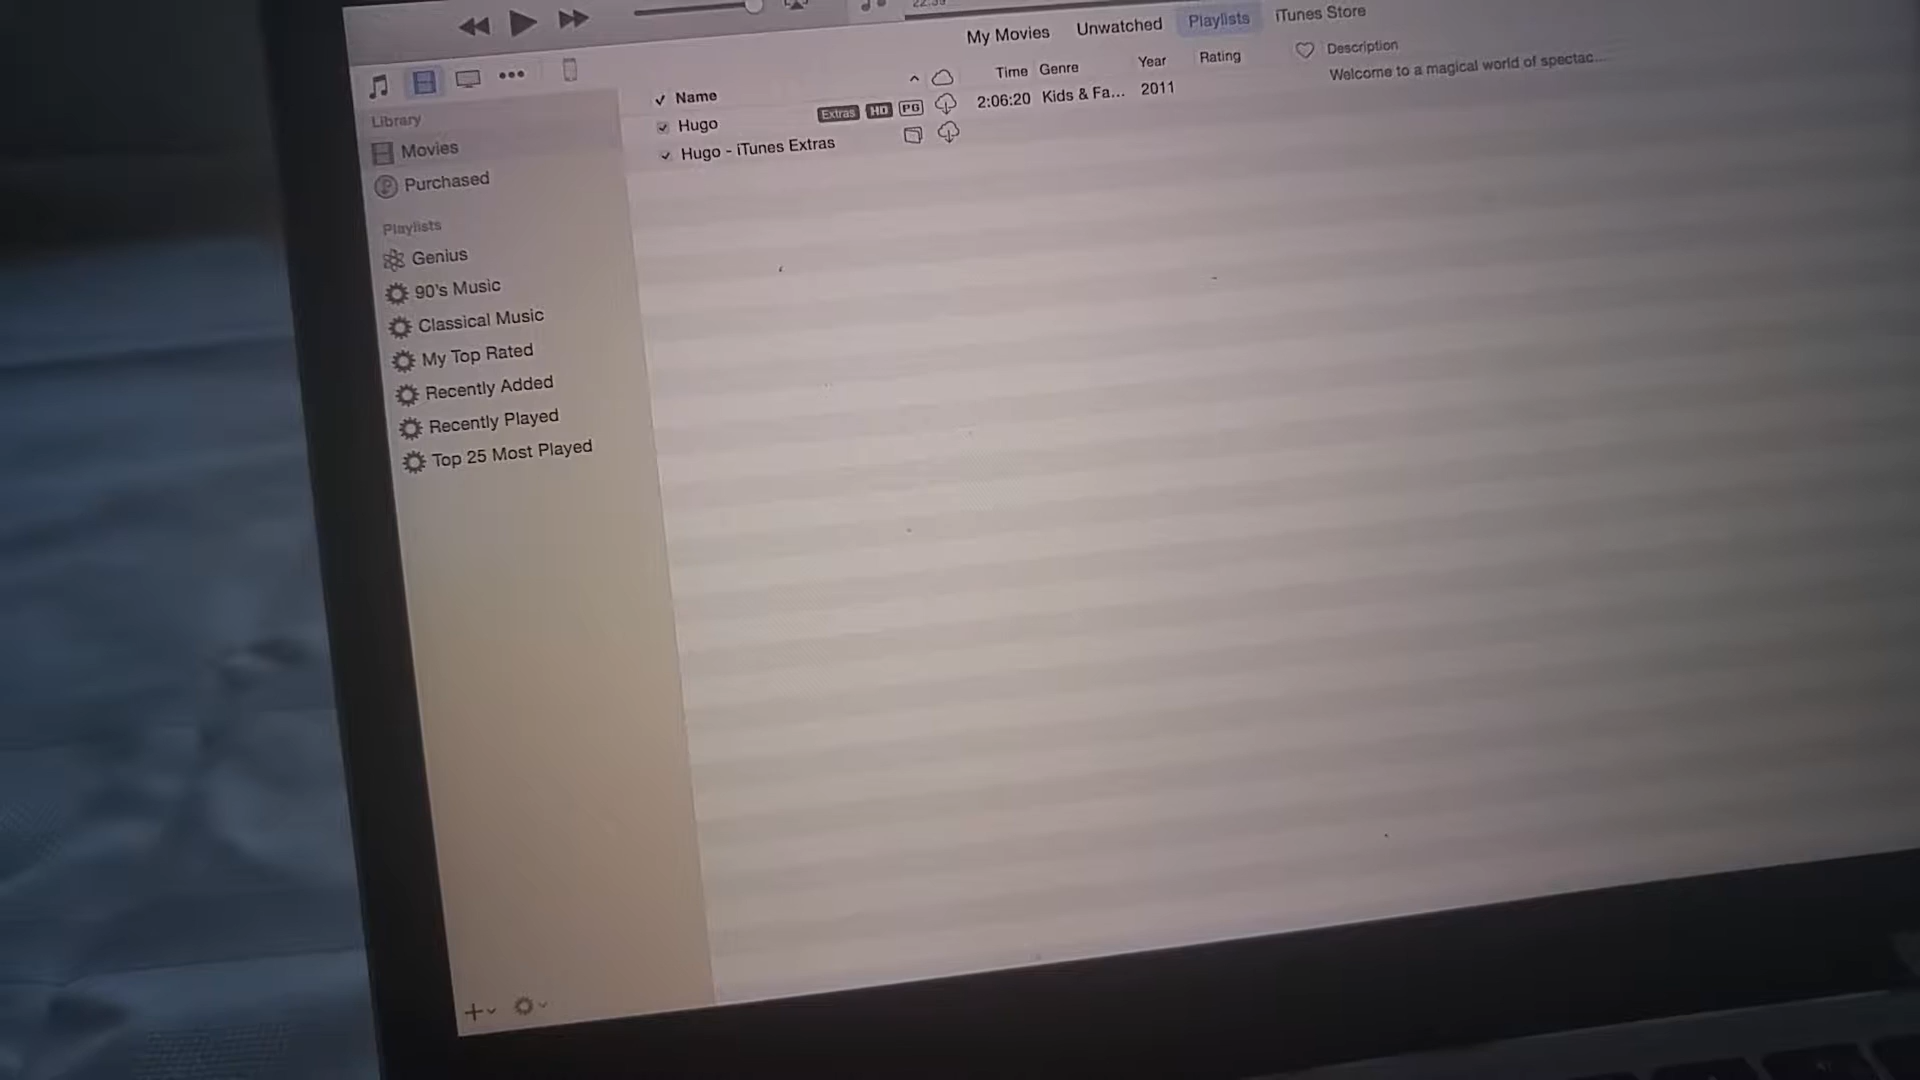 22:39
My Movies Unwatched Playlists iTunes Store
Library
Movies
Purchased
Playlists
Genius
90's Music
Classical Music
My Top Rated
Recently Added
Recently Played
Top 25 Most Played
Name Time Genre Year Rating Description
Hugo Extras HD PG 2:06:20 Kids & Fa... 2011 Welcome to a magical world of spectac...
Hugo - iTunes Extras